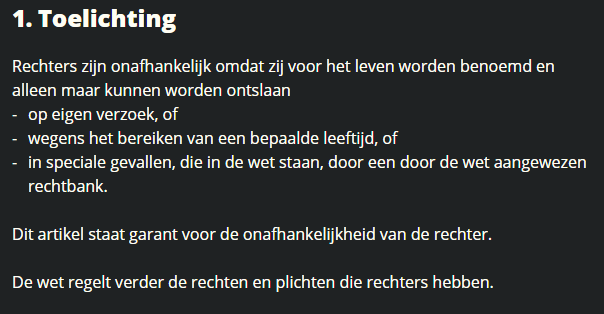 1. Toelichting
Rechters zijn onafhankelijk omdat zij voor het leven worden benoemd en
alleen maar kunnen worden ontslaan
- op eigen verzoek, of
- wegens het bereiken van een bepaalde leeftijd, of
- in speciale gevallen, die in de wet staan, door een door de wet aangewezen
rechtbank.
Dit artikel staat garant voor de onafhankelijkheid van de rechter.
De wet regelt verder de rechten en plichten die rechters hebben.